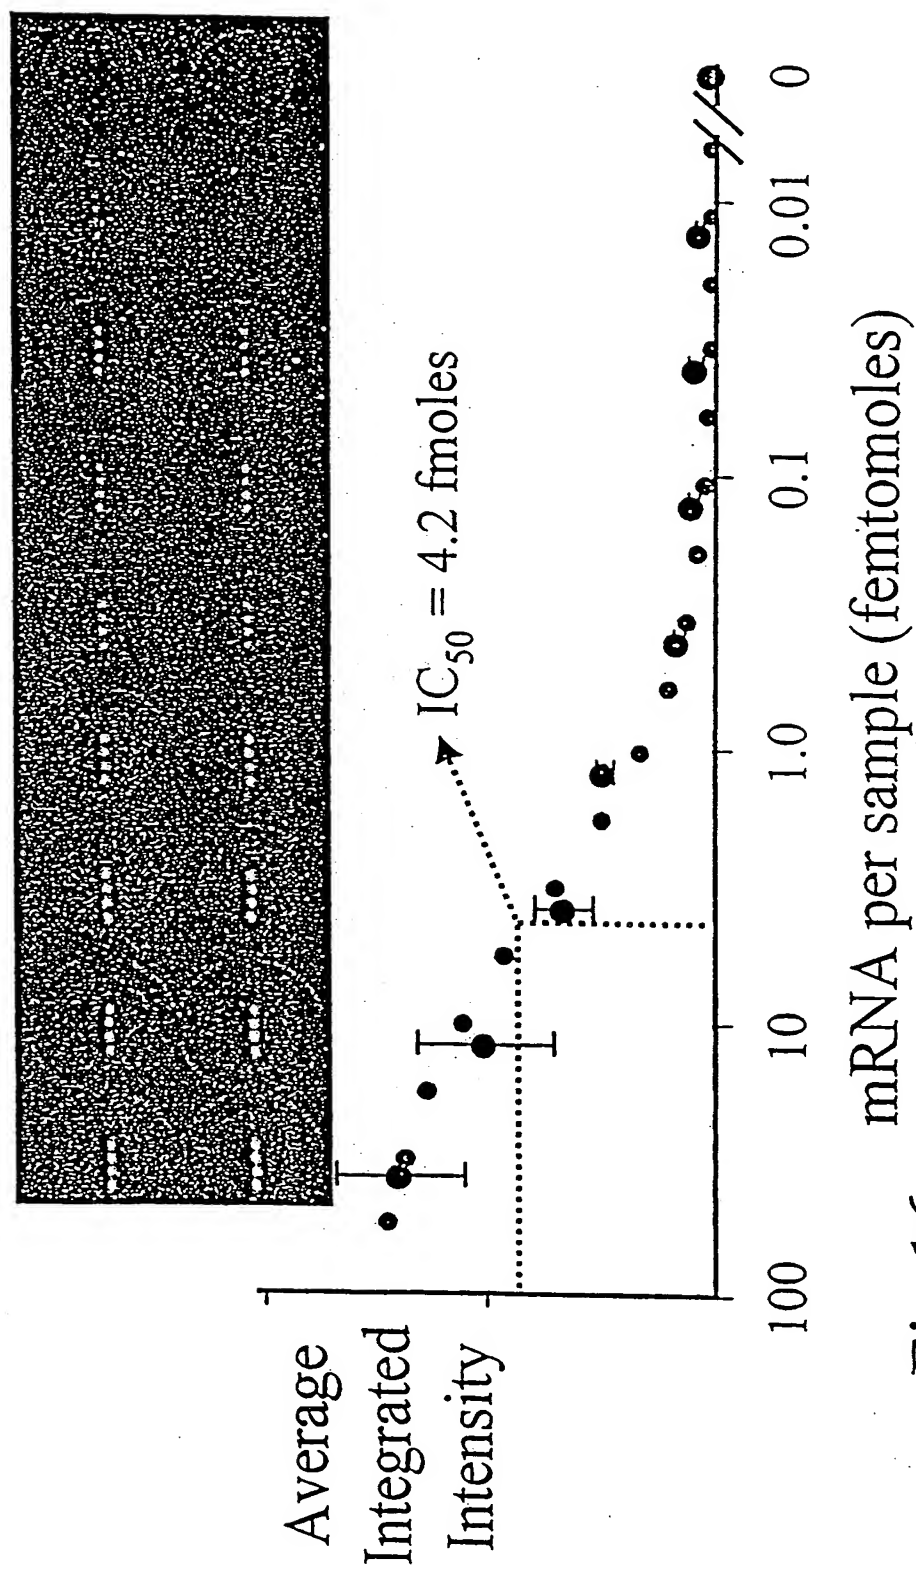 Average
Integrated
Intensity
IC₅₀ = 4.2 fmoles
100 10 1.0 0.1 0.01 0
mRNA per sample (femtomoles)